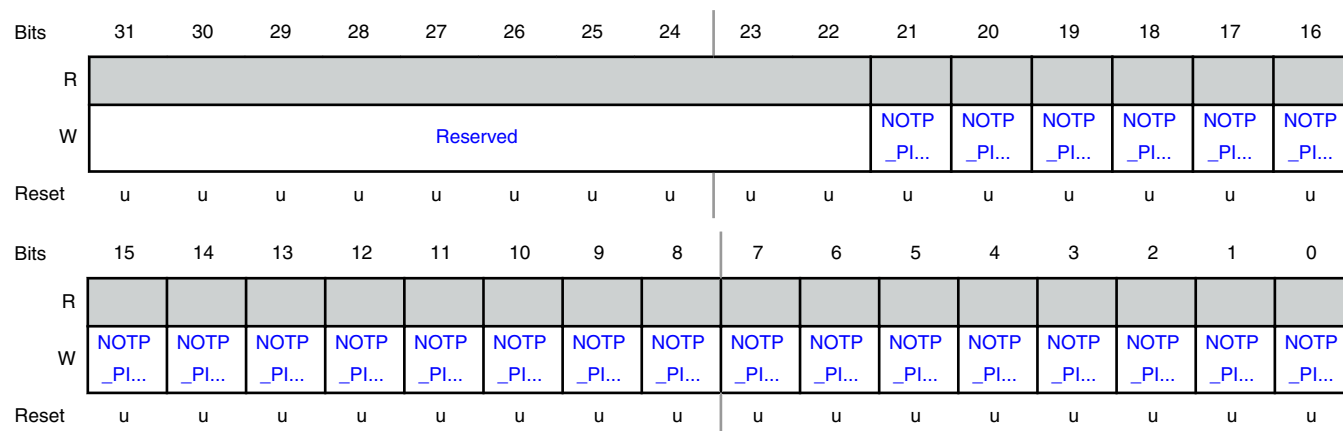 Bits 31 30 29 28 27 26 25 24 23 22 21 20 19 18 17 16
R
W Reserved NOTP _PI... NOTP _PI... NOTP _PI... NOTP _PI... NOTP _PI... NOTP _PI...
Reset u u u u u u u u u u u u u u u u
Bits 15 14 13 12 11 10 9 8 7 6 5 4 3 2 1 0
R
W NOTP _PI... NOTP _PI... NOTP _PI... NOTP _PI... NOTP _PI... NOTP _PI... NOTP _PI... NOTP _PI... NOTP _PI... NOTP _PI... NOTP _PI... NOTP _PI... NOTP _PI... NOTP _PI... NOTP _PI... NOTP _PI...
Reset u u u u u u u u u u u u u u u u